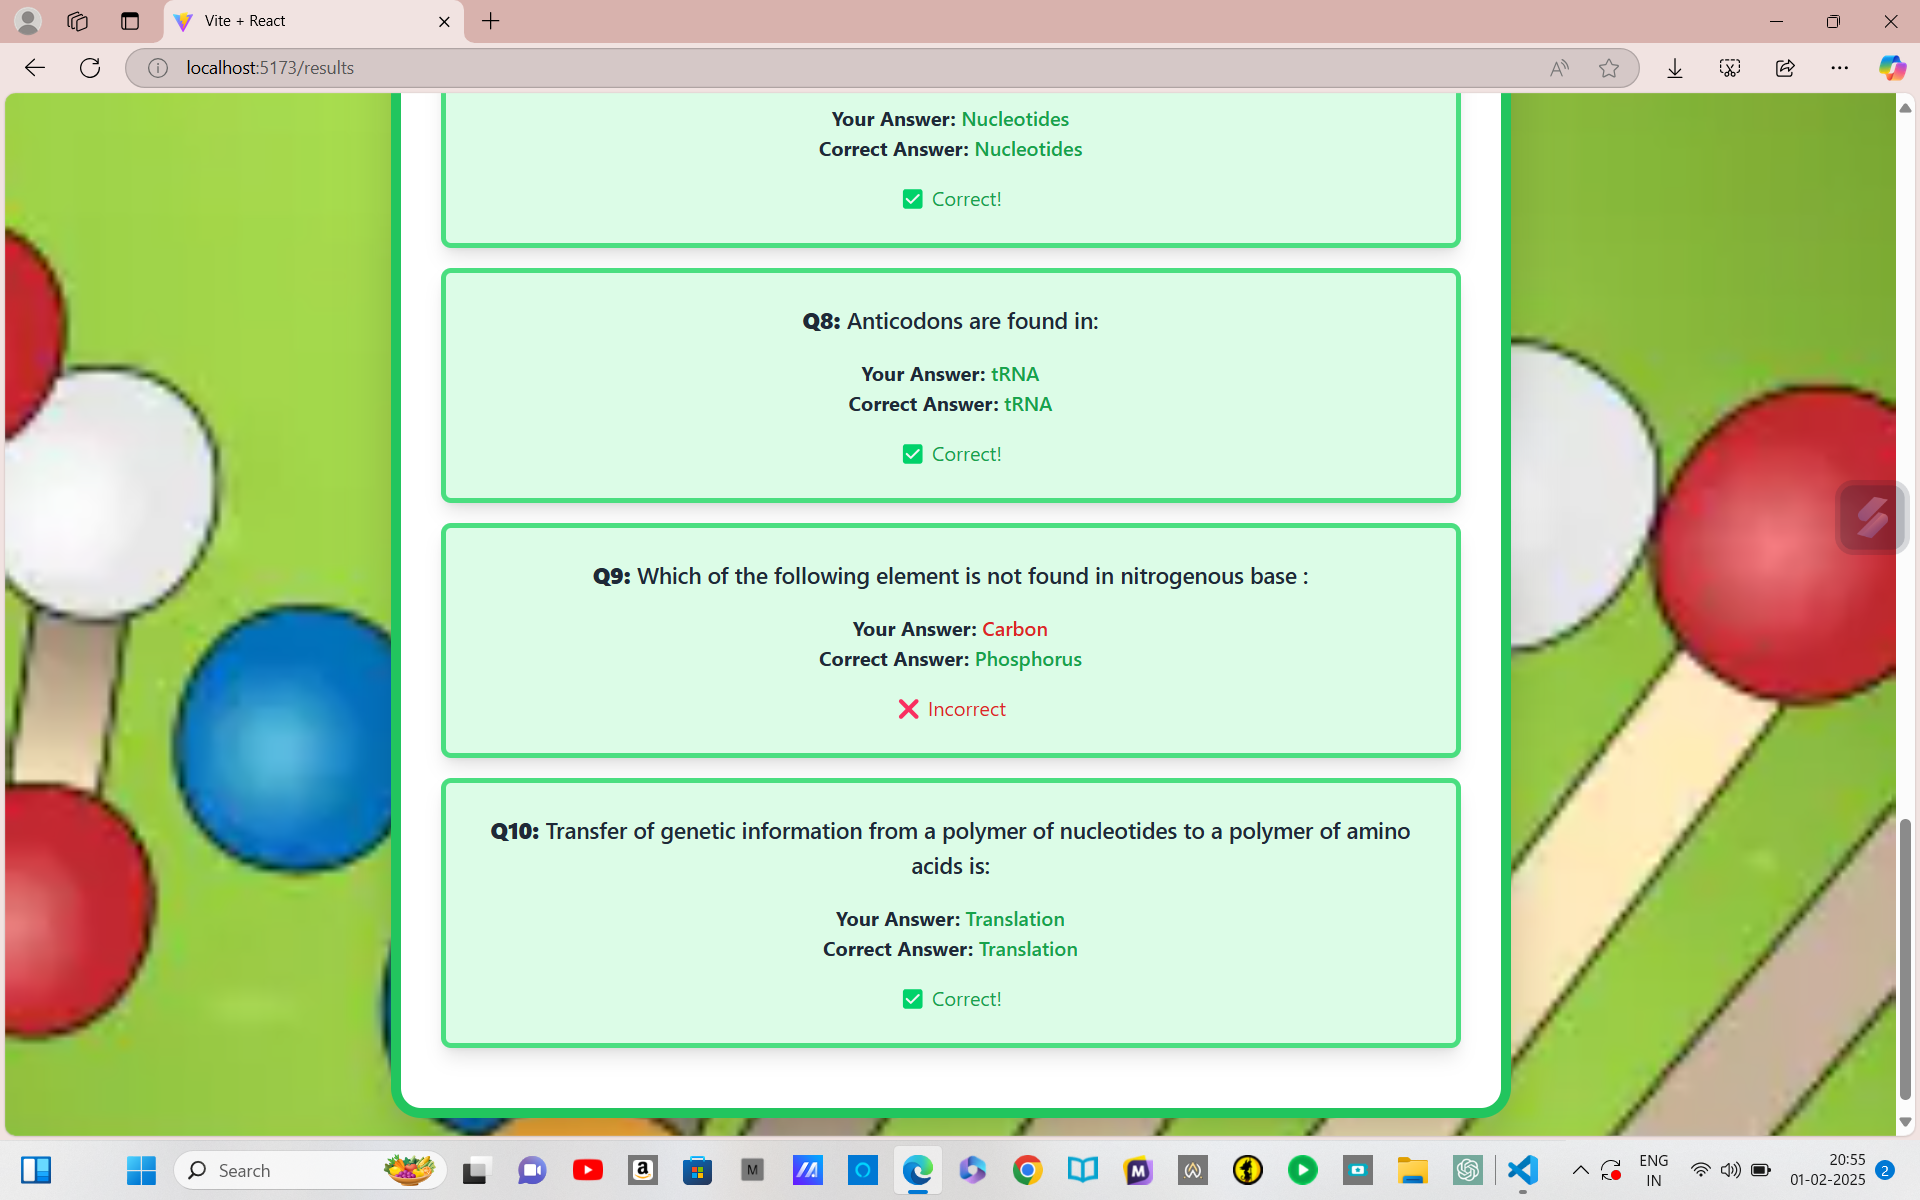 Vite + React
localhost:5173/results
Your Answer: Nucleotides
Correct Answer: Nucleotides
Correct!
Q8: Anticodons are found in:
Your Answer: tRNA
Correct Answer: tRNA
Correct!
Q9: Which of the following element is not found in nitrogenous base :
Your Answer: Carbon
Correct Answer: Phosphorus
Incorrect
Q10: Transfer of genetic information from a polymer of nucleotides to a polymer of amino
acids is:
Your Answer: Translation
Correct Answer: Translation
Correct!
Search
ENG
IN
20:55
01-02-2025
2